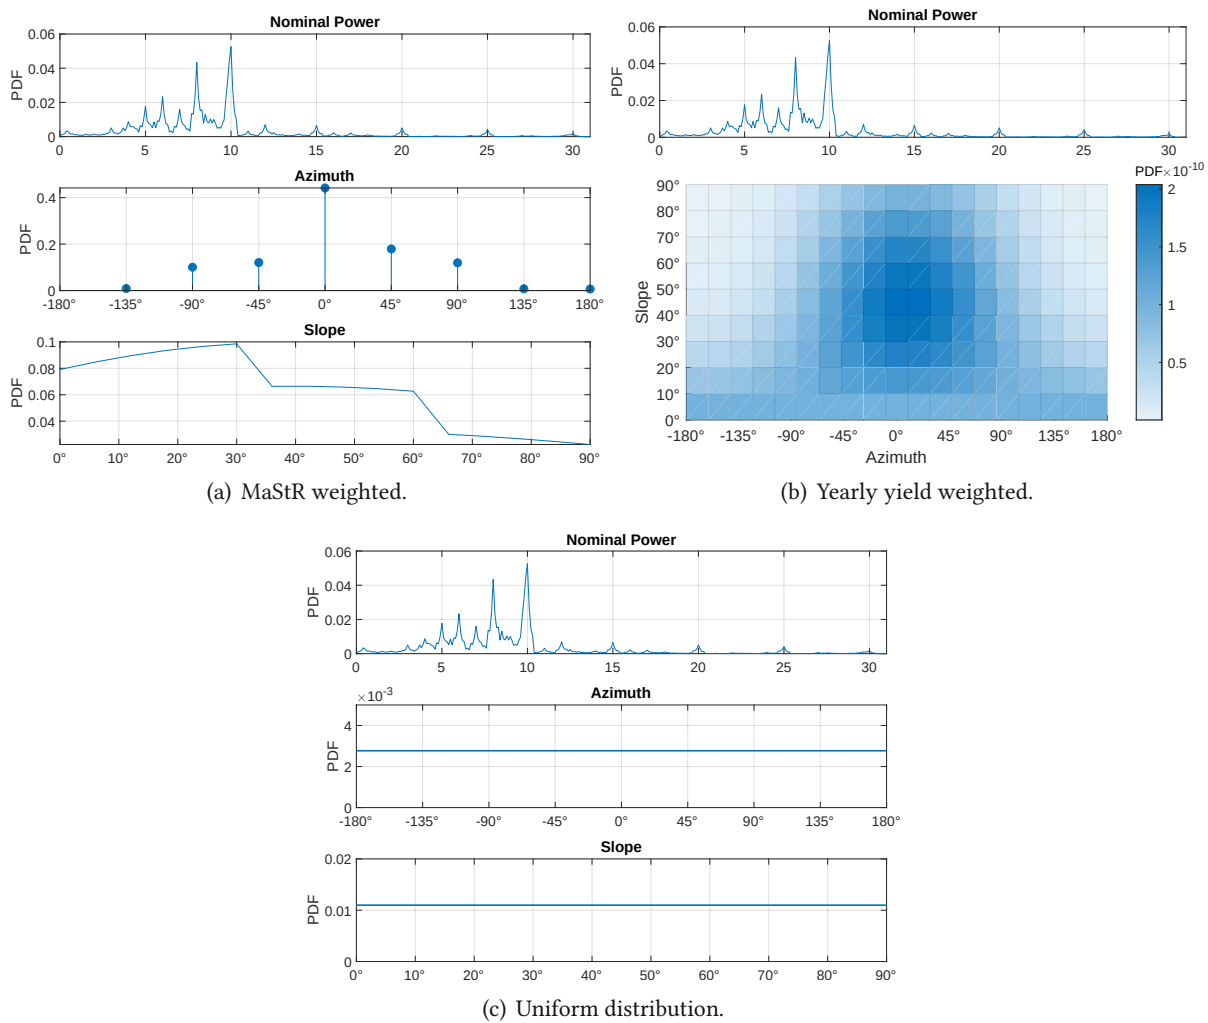 Nominal Power
PDF
0.06
0.04
0.02
0
0 5 10 15 20 25 30
Azimuth
PDF
0.4
0.2
0
-180° -135° -90° -45° 0° 45° 90° 135° 180°
Slope
PDF
0.1
0.08
0.06
0.04
0° 10° 20° 30° 40° 50° 60° 70° 80° 90°
(a) MaStR weighted.
Nominal Power
PDF
0.06
0.04
0.02
0
0 5 10 15 20 25 30
PDF×10-10
Slope
90°
80°
70°
60°
50°
40°
30°
20°
10°
0°
-180° -135° -90° -45° 0° 45° 90° 135° 180°
Azimuth
2
1.5
1
0.5
(b) Yearly yield weighted.
Nominal Power
PDF
0.06
0.04
0.02
0
0 5 10 15 20 25 30
×10-3
Azimuth
PDF
4
2
0
-180° -135° -90° -45° 0° 45° 90° 135° 180°
Slope
PDF
0.02
0.01
0
0° 10° 20° 30° 40° 50° 60° 70° 80° 90°
(c) Uniform distribution.